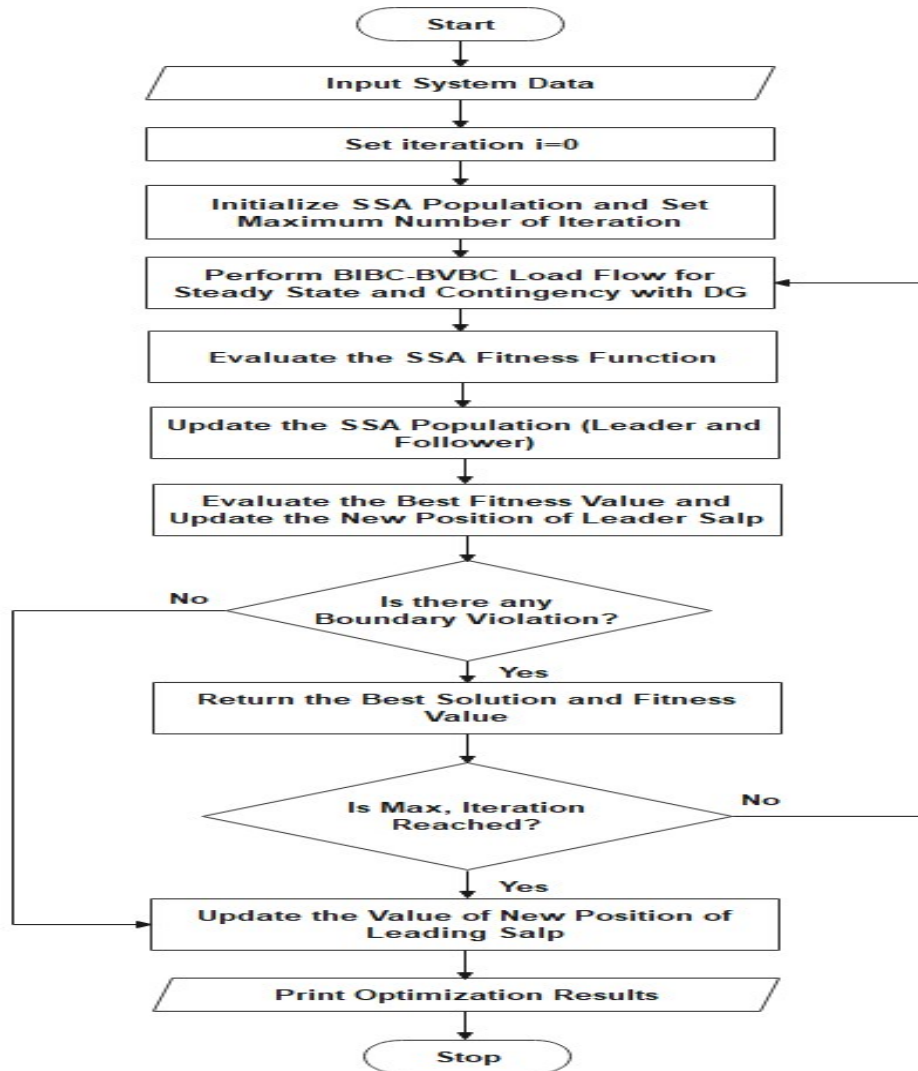 Start
Input System Data
Set iteration i=0
Initialize SSA Population and Set
Maximum Number of Iteration
Perform BIBC-BVBC Load Flow for
Steady State and Contingency with DG
Evaluate the SSA Fitness Function
Update the SSA Population (Leader and
Follower)
Evaluate the Best Fitness Value and
Update the New Position of Leader Salp
No
Is there any
Boundary Violation?
Yes
Return the Best Solution and Fitness
Value
Is Max, Iteration
Reached?
No
Yes
Update the Value of New Position of
Leading Salp
Print Optimization Results
Stop